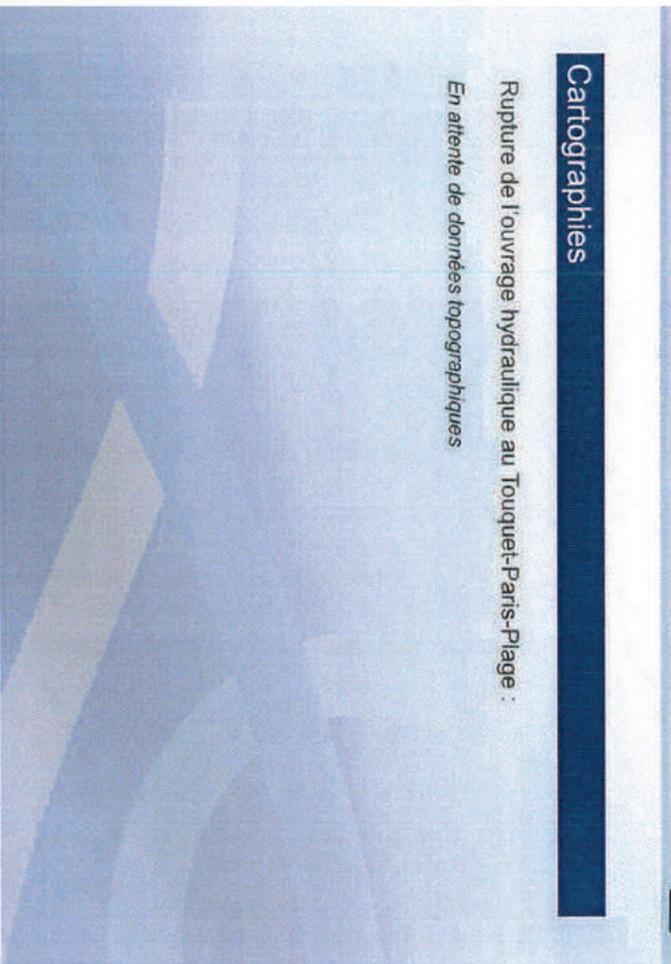 Cartographies
Rupture de l'ouvrage hydraulique au Touquet-Paris-Plage :
En attente de données topographiques